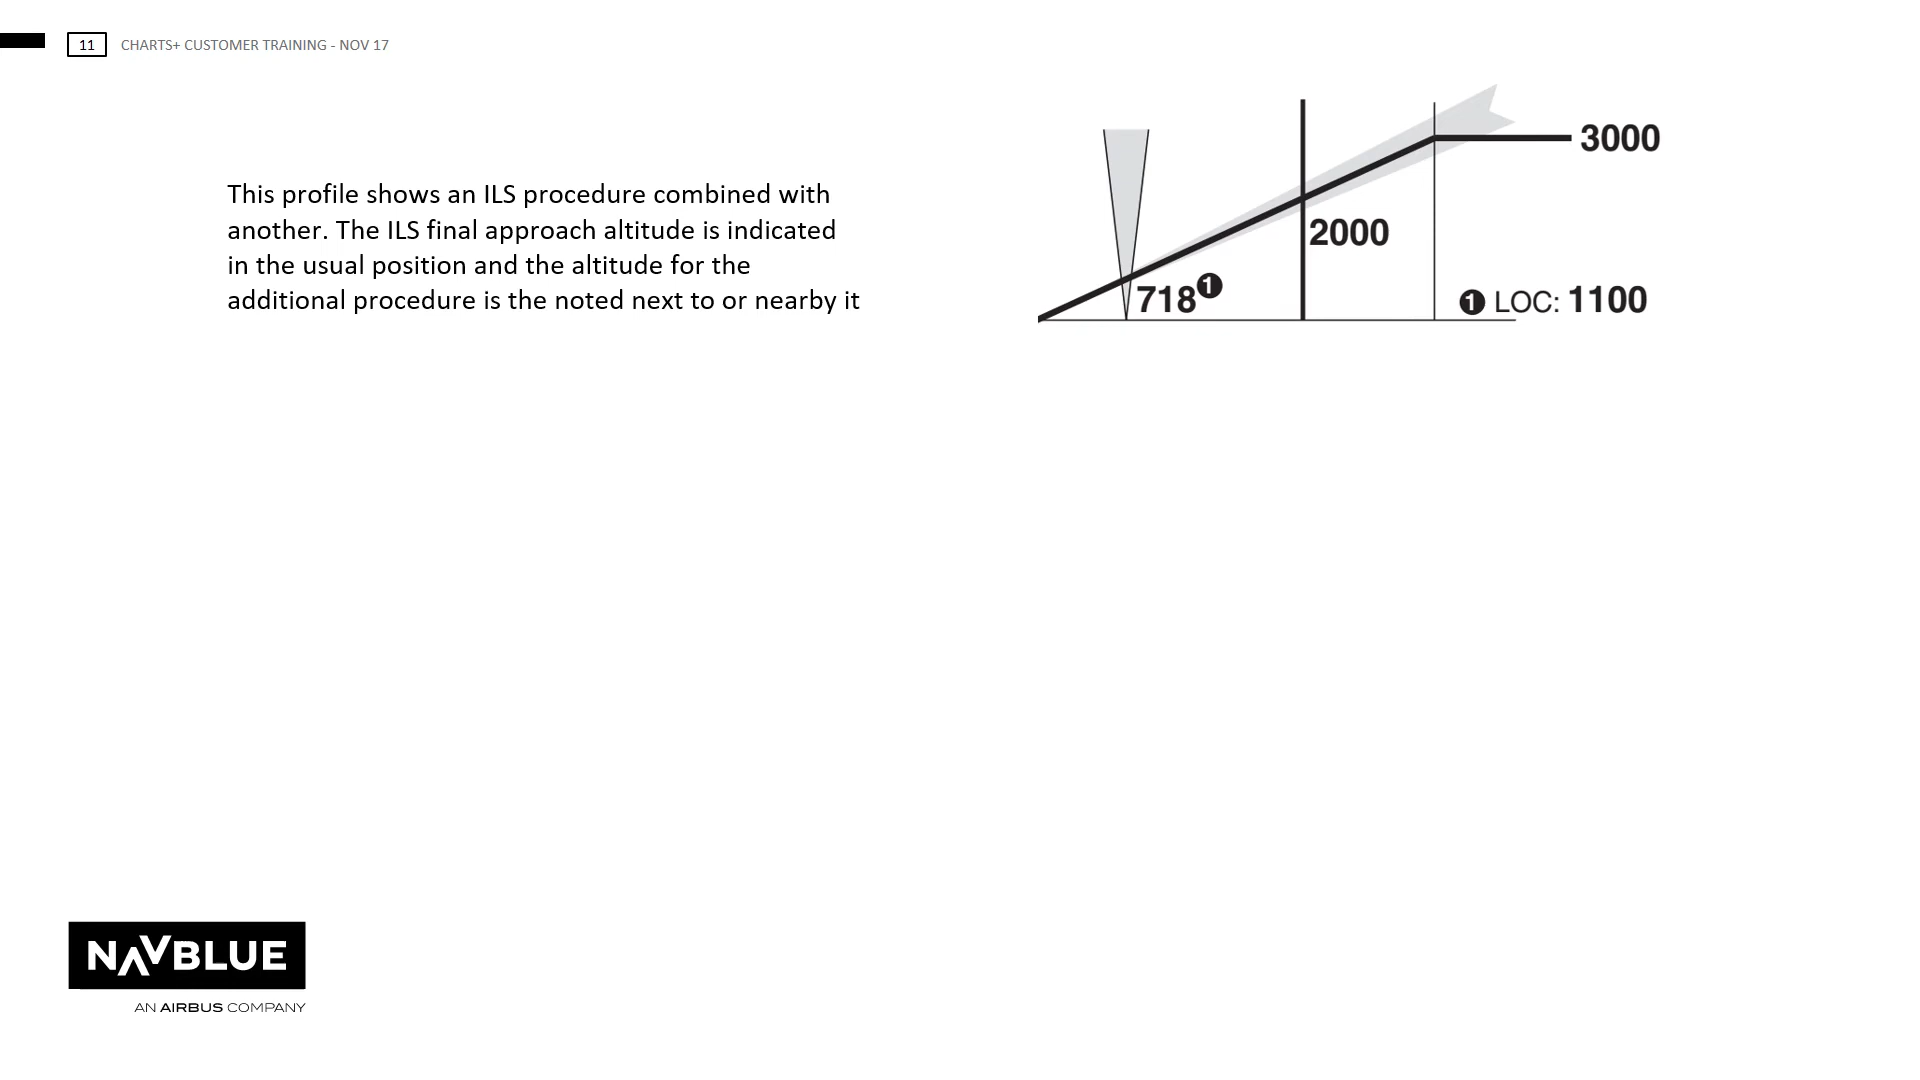 11 CHARTS+ CUSTOMER TRAINING - NOV 17
This profile shows an ILS procedure combined with
another. The ILS final approach altitude is indicated
in the usual position and the altitude for the
additional procedure is the noted next to or nearby it
3000
2000
718❶
❶ LOC: 1100
NAVBLUE
AN AIRBUS COMPANY